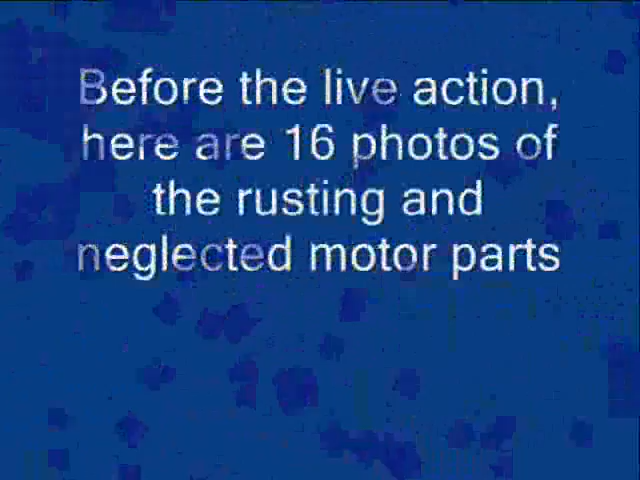 Before the live action,
here are 16 photos of
the rusting and
neglected motor parts